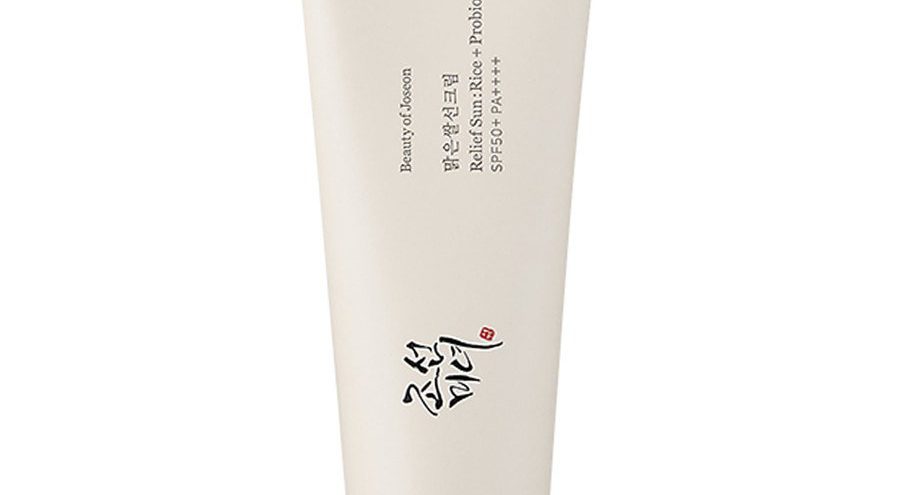 Beauty of Joseon
맑은쌀선크림
Relief Sun : Rice + Probio
SPF50+ PA++++
조선미녀